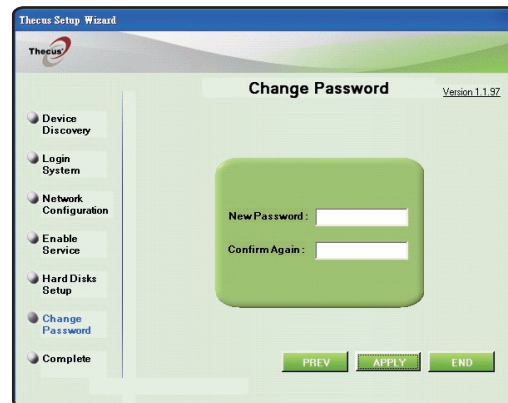 Thecus Setup Wizard
Thecus
Change Password
Version 1.1.97
Device
Discovery
Login
System
Network
Configuration
Enable
Service
Hard Disks
Setup
Change
Password
Complete
New Password :
Confirm Again :
PREV
APPLY
END